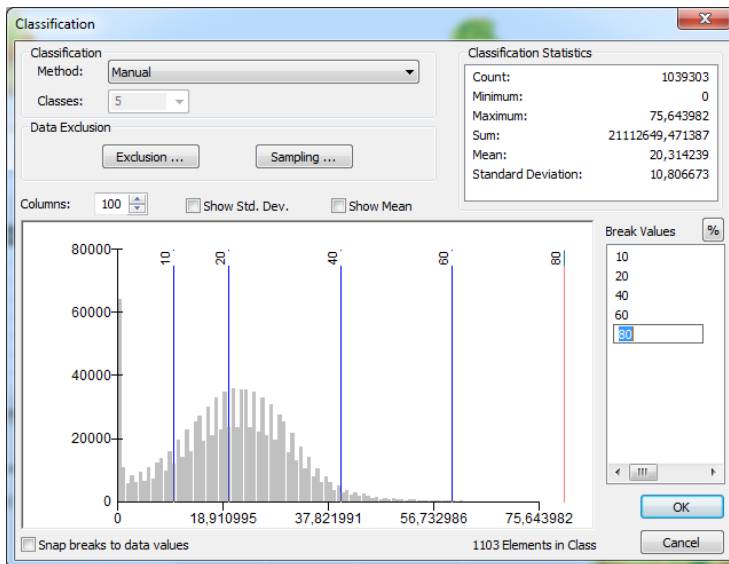 Classification
Classification
Method: Manual
Classes: 5
Data Exclusion
Exclusion ...
Sampling ...
Classification Statistics
Count: 1039303
Minimum: 0
Maximum: 75,643982
Sum: 21112649,471387
Mean: 20,314239
Standard Deviation: 10,806673
Columns: 100
Show Std. Dev.
Show Mean
Break Values
%
10
20
40
60
80
80000
60000
40000
20000
0
10
20
40
60
80
0
18,910995
37,821991
56,732986
75,643982
Snap breaks to data values
1103 Elements in Class
OK
Cancel